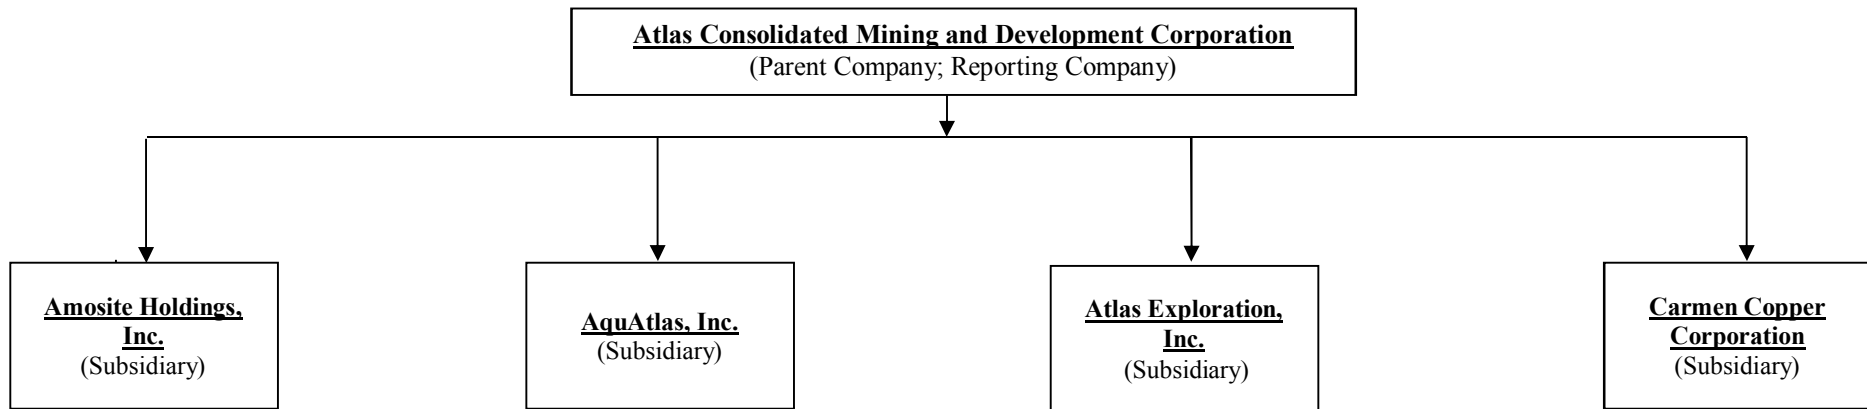 Atlas Consolidated Mining and Development Corporation
(Parent Company; Reporting Company)
Amosite Holdings,
Inc.
(Subsidiary)
AquAtlas, Inc.
(Subsidiary)
Atlas Exploration,
Inc.
(Subsidiary)
Carmen Copper
Corporation
(Subsidiary)